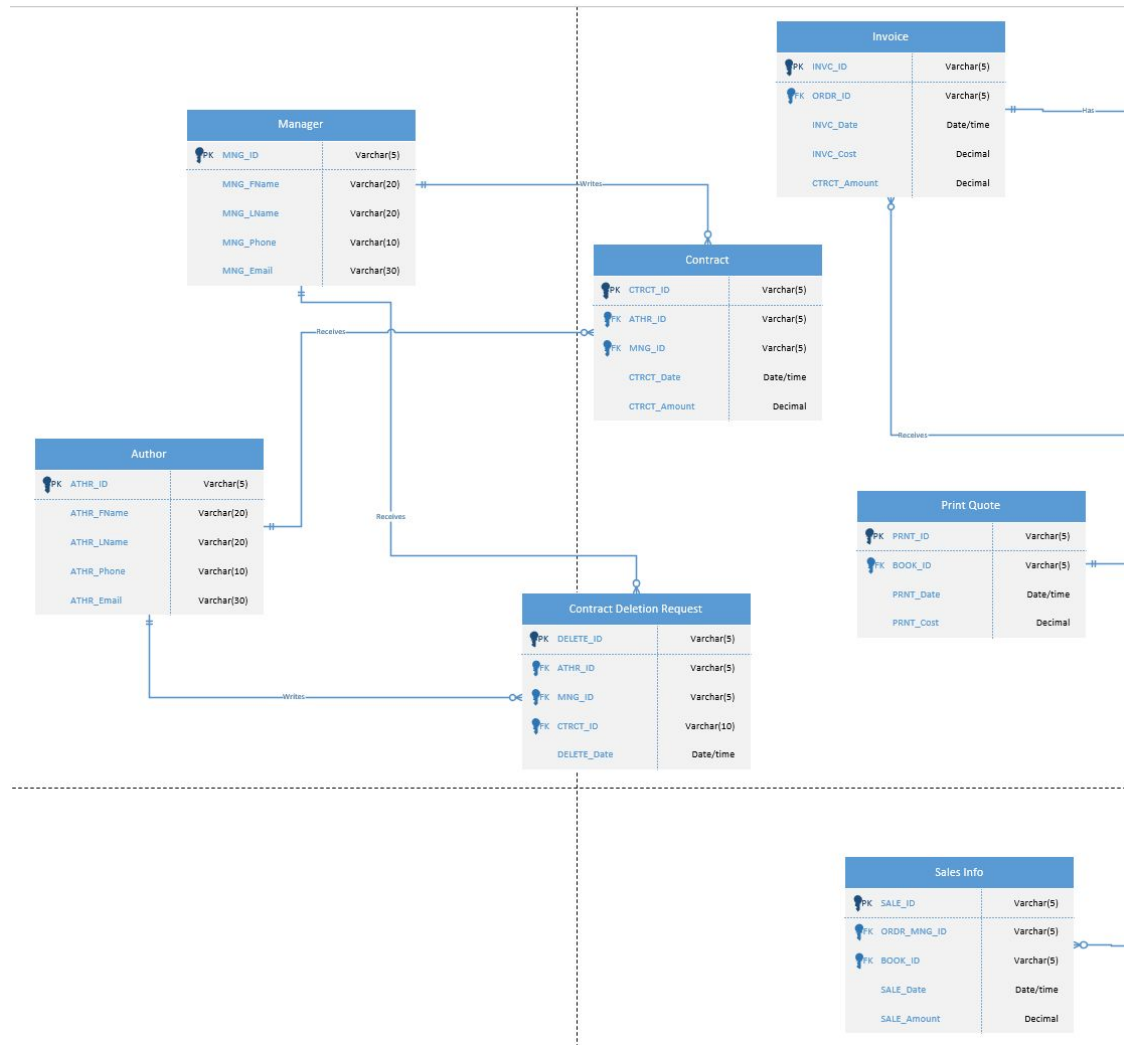 Invoice
PK INVC_ID Varchar(5)
FK ORDR_ID Varchar(5)
INVC_Date Date/time
INVC_Cost Decimal
CTRCT_Amount Decimal
Has
Manager
PK MNG_ID Varchar(5)
MNG_FName Varchar(20)
MNG_LName Varchar(20)
MNG_Phone Varchar(10)
MNG_Email Varchar(30)
Writes
Contract
PK CTRCT_ID Varchar(5)
FK ATHR_ID Varchar(5)
FK MNG_ID Varchar(5)
CTRCT_Date Date/time
CTRCT_Amount Decimal
Receives
Receives
Author
PK ATHR_ID Varchar(5)
ATHR_FName Varchar(20)
ATHR_LName Varchar(20)
ATHR_Phone Varchar(10)
ATHR_Email Varchar(30)
Receives
Print Quote
PK PRNT_ID Varchar(5)
FK BOOK_ID Varchar(5)
PRNT_Date Date/time
PRNT_Cost Decimal
Contract Deletion Request
PK DELETE_ID Varchar(5)
FK ATHR_ID Varchar(5)
FK MNG_ID Varchar(5)
FK CTRCT_ID Varchar(10)
DELETE_Date Date/time
Writes
Sales Info
PK SALE_ID Varchar(5)
FK ORDR_MNG_ID Varchar(5)
FK BOOK_ID Varchar(5)
SALE_Date Date/time
SALE_Amount Decimal